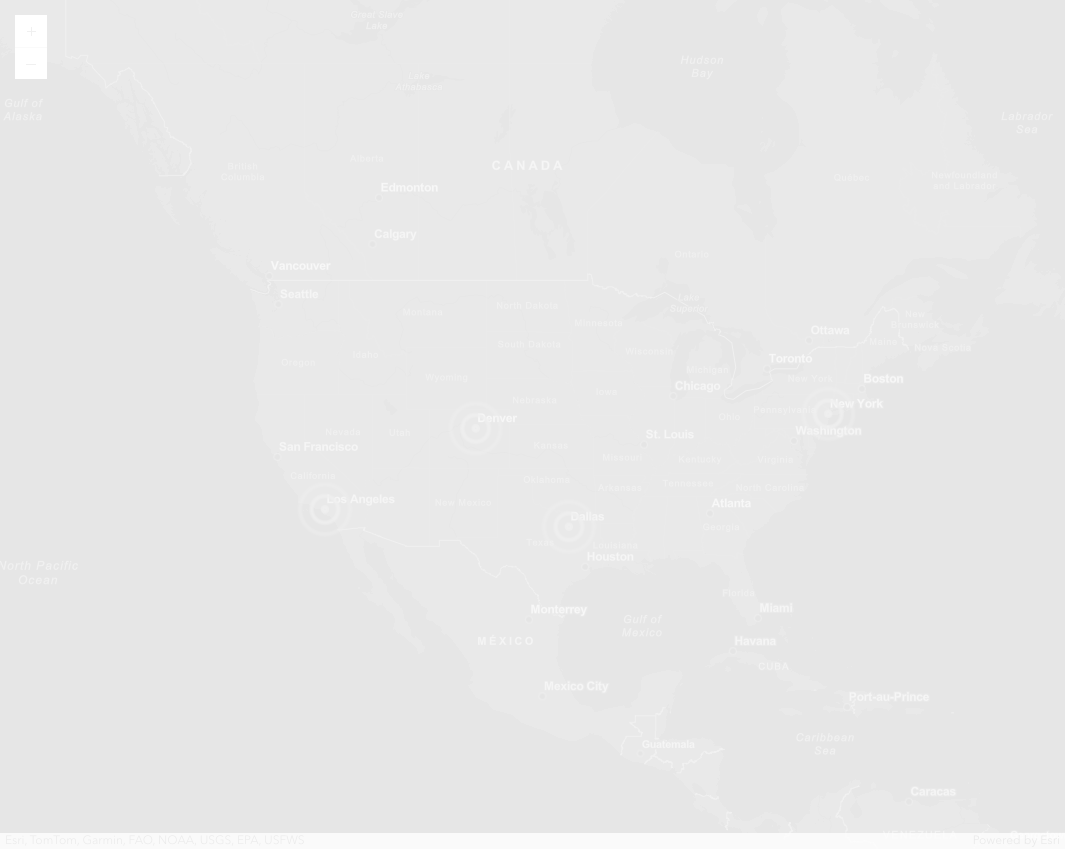 +
Great Slave
Lake
Hudson
Bay
Lake
Athabasca
Gulf of
Alaska
Labrador
Sea
British
Columbia
Alberta
CANADA
Edmonton
Quebec
Newfoundland
and Labrador
Calgary
Ontario
Vancouver
Seattle
Montana
North Dakota
Minnesota
Lake
Superior
New
Brunswick
Ottawa
Maine
Nova Scotia
Oregon
Idaho
South Dakota
Wisconsin
Toronto
Michigan
New York
Boston
Wyoming
Chicago
Iowa
Nebraska
New York
Pennsylvania
Denver
Ohio
Washington
Nevada
Utah
St. Louis
San Francisco
Kansas
Missouri
Kentucky
Virginia
California
Oklahoma
Arkansas
Tennessee
North Carolina
Los Angeles
New Mexico
Atlanta
Dallas
Georgia
Texas
Louisiana
Houston
North Pacific
Ocean
Florida
Miami
Monterrey
Gulf of
Mexico
MÉXICO
Havana
CUBA
Mexico City
Port-au-Prince
Guatemala
Caribbean
Sea
Caracas
VENEZUELA
Esri, TomTom, Garmin, FAO, NOAA, USGS, EPA, USFWS
Powered by Esri